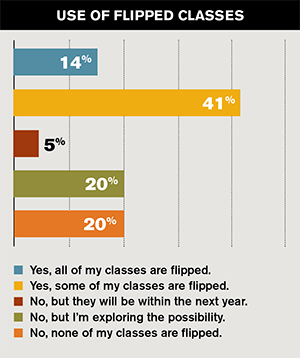 USE OF FLIPPED CLASSES
14%
41%
5%
20%
20%
Yes, all of my classes are flipped.
Yes, some of my classes are flipped.
No, but they will be within the next year.
No, but I'm exploring the possibility.
No, none of my classes are flipped.